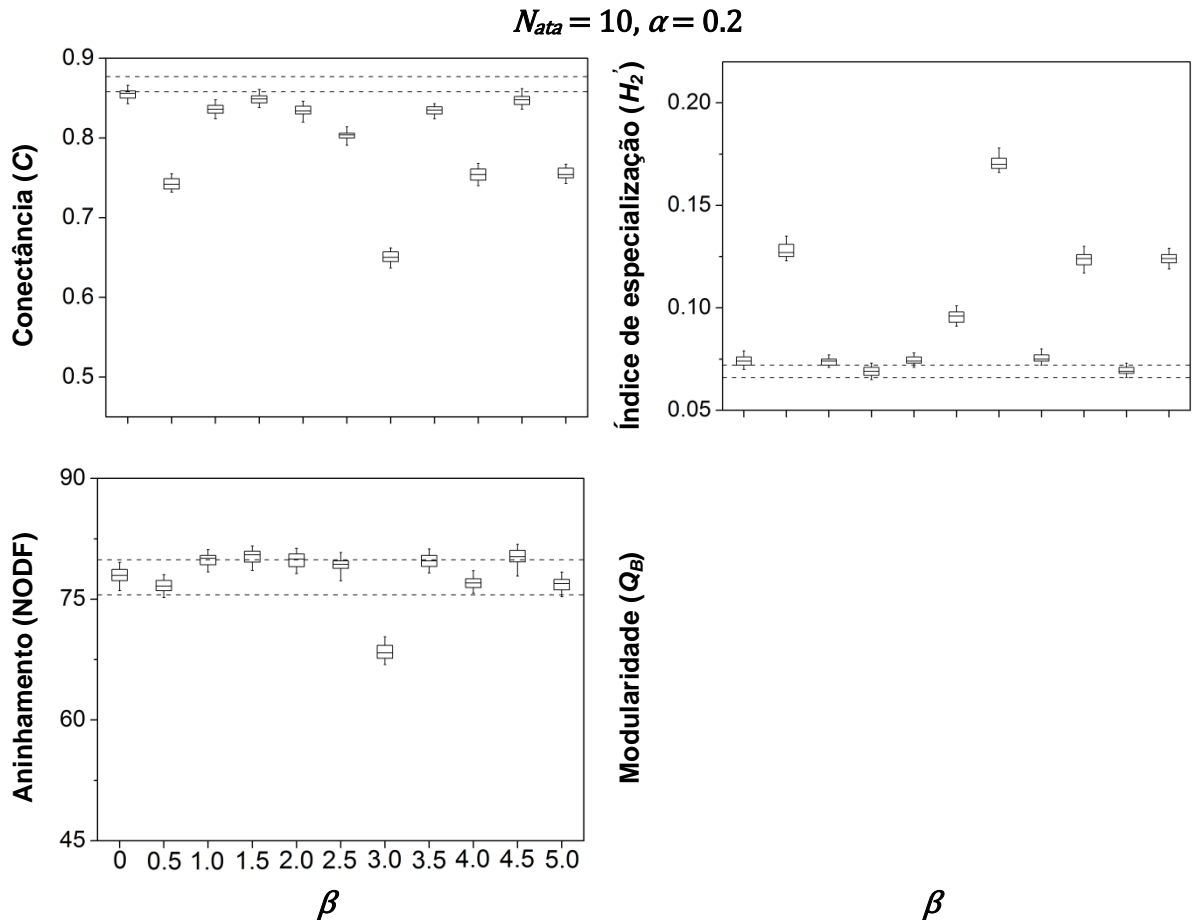 N_ata = 10, α = 0.2
Conectância (C)
0.9
0.8
0.7
0.6
0.5
Índice de especialização (H₂')
0.20
0.15
0.10
0.05
Aninhamento (NODF)
90
75
60
45
0 0.5 1.0 1.5 2.0 2.5 3.0 3.5 4.0 4.5 5.0
β
Modularidade (Q_B)
β